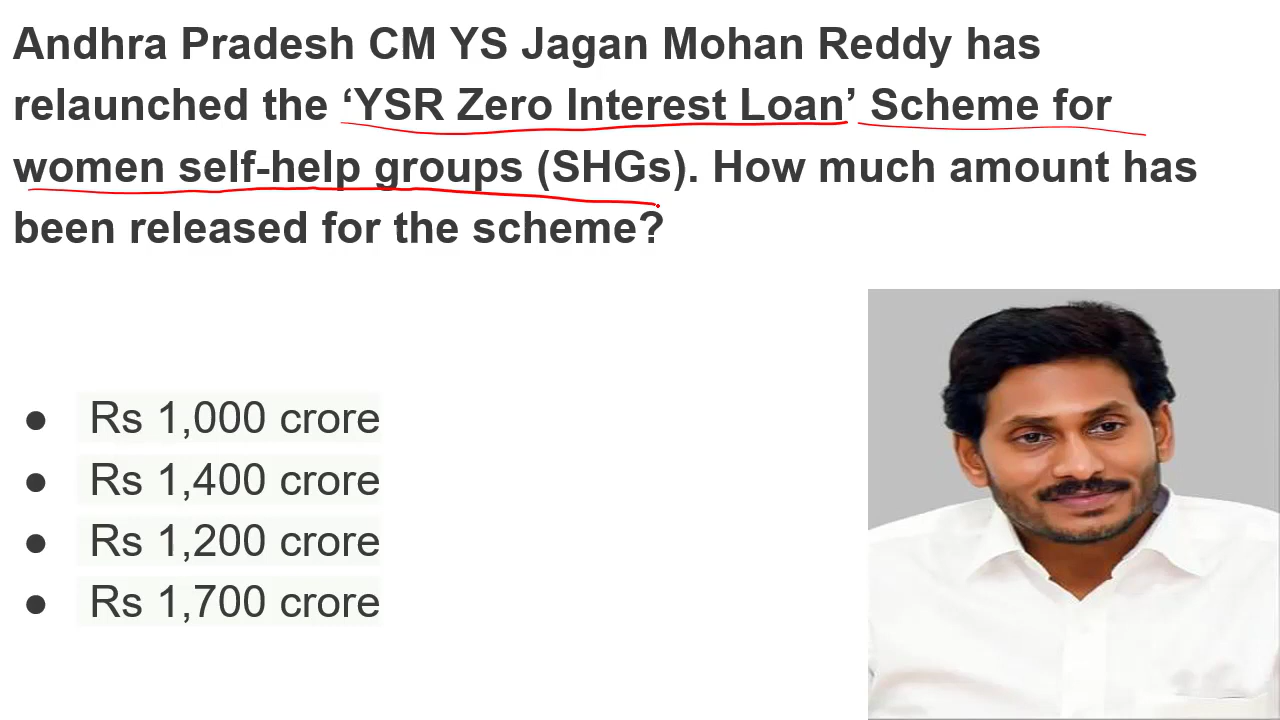 Andhra Pradesh CM YS Jagan Mohan Reddy has
relaunched the ‘YSR Zero Interest Loan’ Scheme for
women self-help groups (SHGs). How much amount has
been released for the scheme?
● Rs 1,000 crore
● Rs 1,400 crore
● Rs 1,200 crore
● Rs 1,700 crore